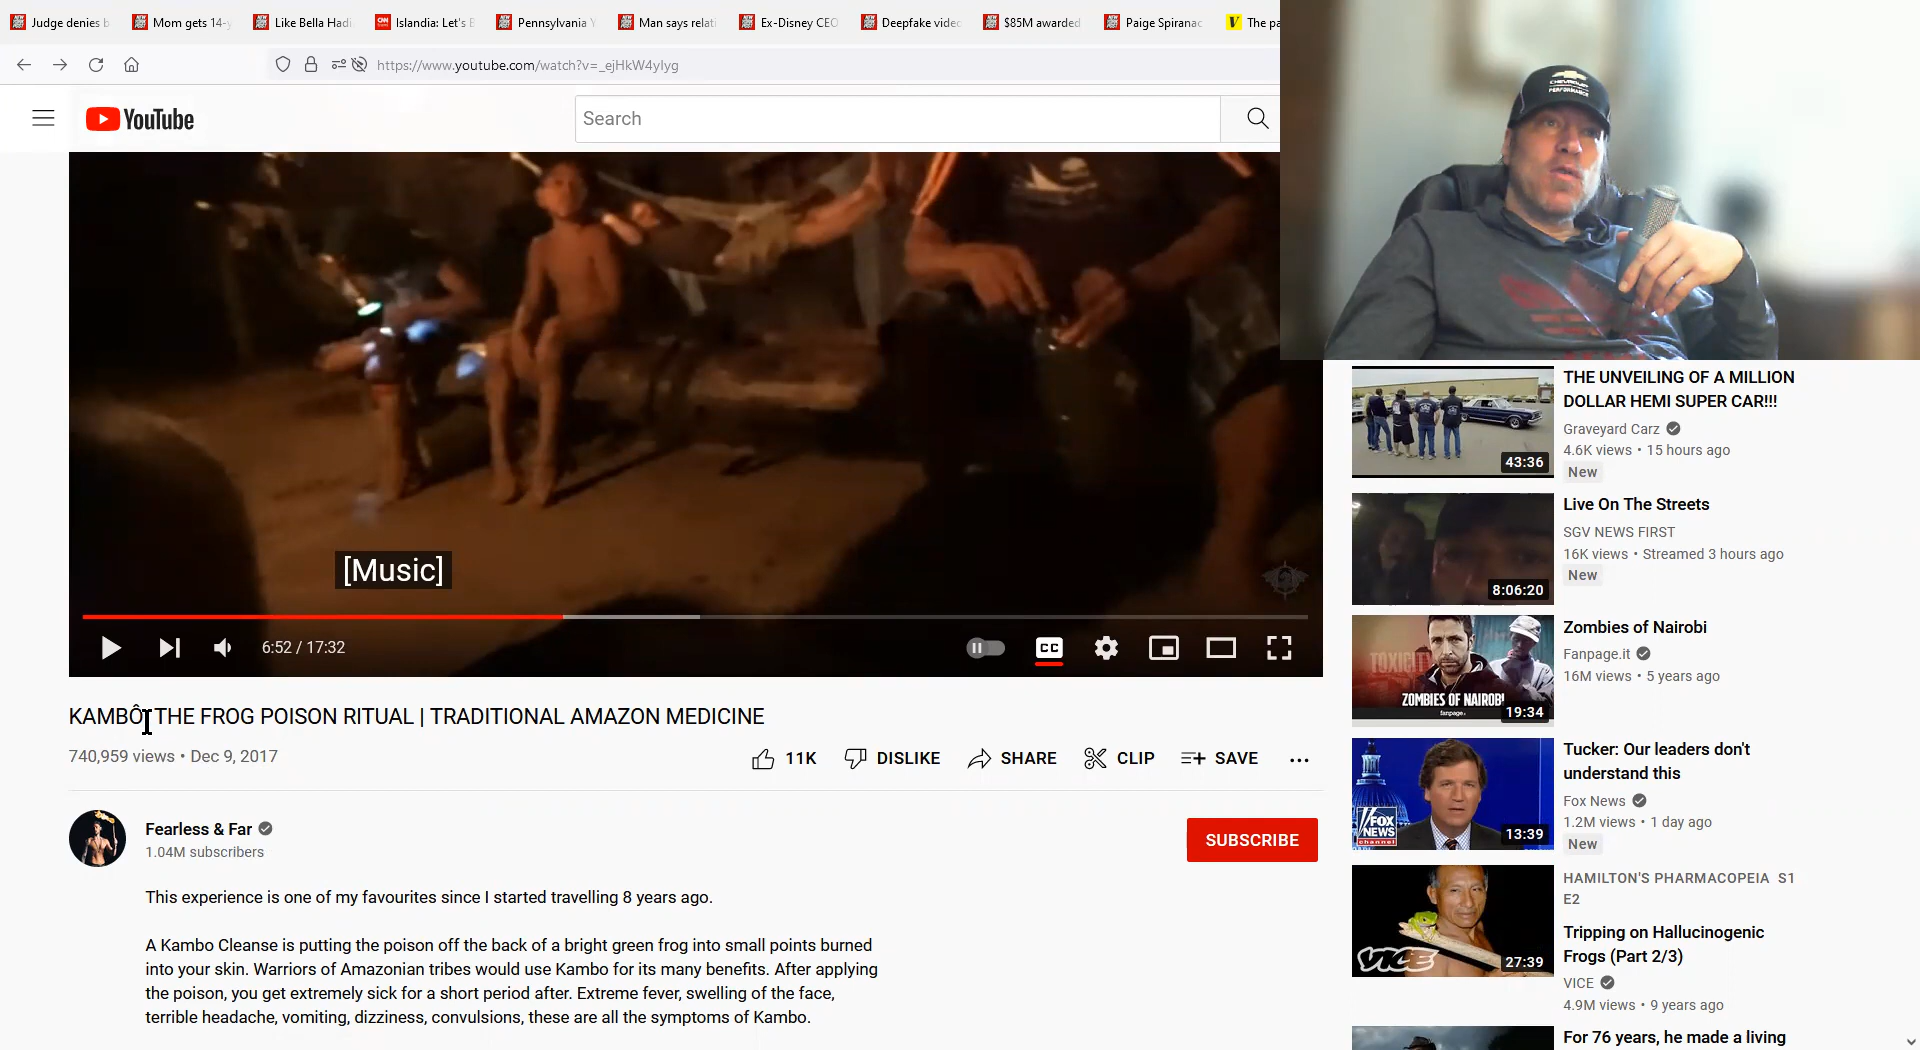 Judge denies b
Mom gets 14-y
Like Bella Hadi
Islandia: Let's B
Pennsylvania Y
Man says relati
Ex-Disney CEO
Deepfake video
$85M awarded
Paige Spiranac
The pa
https://www.youtube.com/watch?v=_ejHkW4yIyg
YouTube
Search
CHEVROLET
PERFORMANCE
[Music]
6:52 / 17:32
CC
KAMBÔ: THE FROG POISON RITUAL | TRADITIONAL AMAZON MEDICINE
740,959 views • Dec 9, 2017
11K
DISLIKE
SHARE
CLIP
SAVE
Fearless & Far
1.04M subscribers
SUBSCRIBE
This experience is one of my favourites since I started travelling 8 years ago.
A Kambo Cleanse is putting the poison off the back of a bright green frog into small points burned
into your skin. Warriors of Amazonian tribes would use Kambo for its many benefits. After applying
the poison, you get extremely sick for a short period after. Extreme fever, swelling of the face,
terrible headache, vomiting, dizziness, convulsions, these are all the symptoms of Kambo.
43:36
THE UNVEILING OF A MILLION
DOLLAR HEMI SUPER CAR!!!
Graveyard Carz
4.6K views • 15 hours ago
New
8:06:20
Live On The Streets
SGV NEWS FIRST
16K views • Streamed 3 hours ago
New
TOXICIT
ZOMBIES OF NAIROBI
fanpage.it
19:34
Zombies of Nairobi
Fanpage.it
16M views • 5 years ago
FOX
NEWS
channel
13:39
Tucker: Our leaders don't
understand this
Fox News
1.2M views • 1 day ago
New
VICE
27:39
HAMILTON'S PHARMACOPEIA S1
E2
Tripping on Hallucinogenic
Frogs (Part 2/3)
VICE
4.9M views • 9 years ago
For 76 years, he made a living